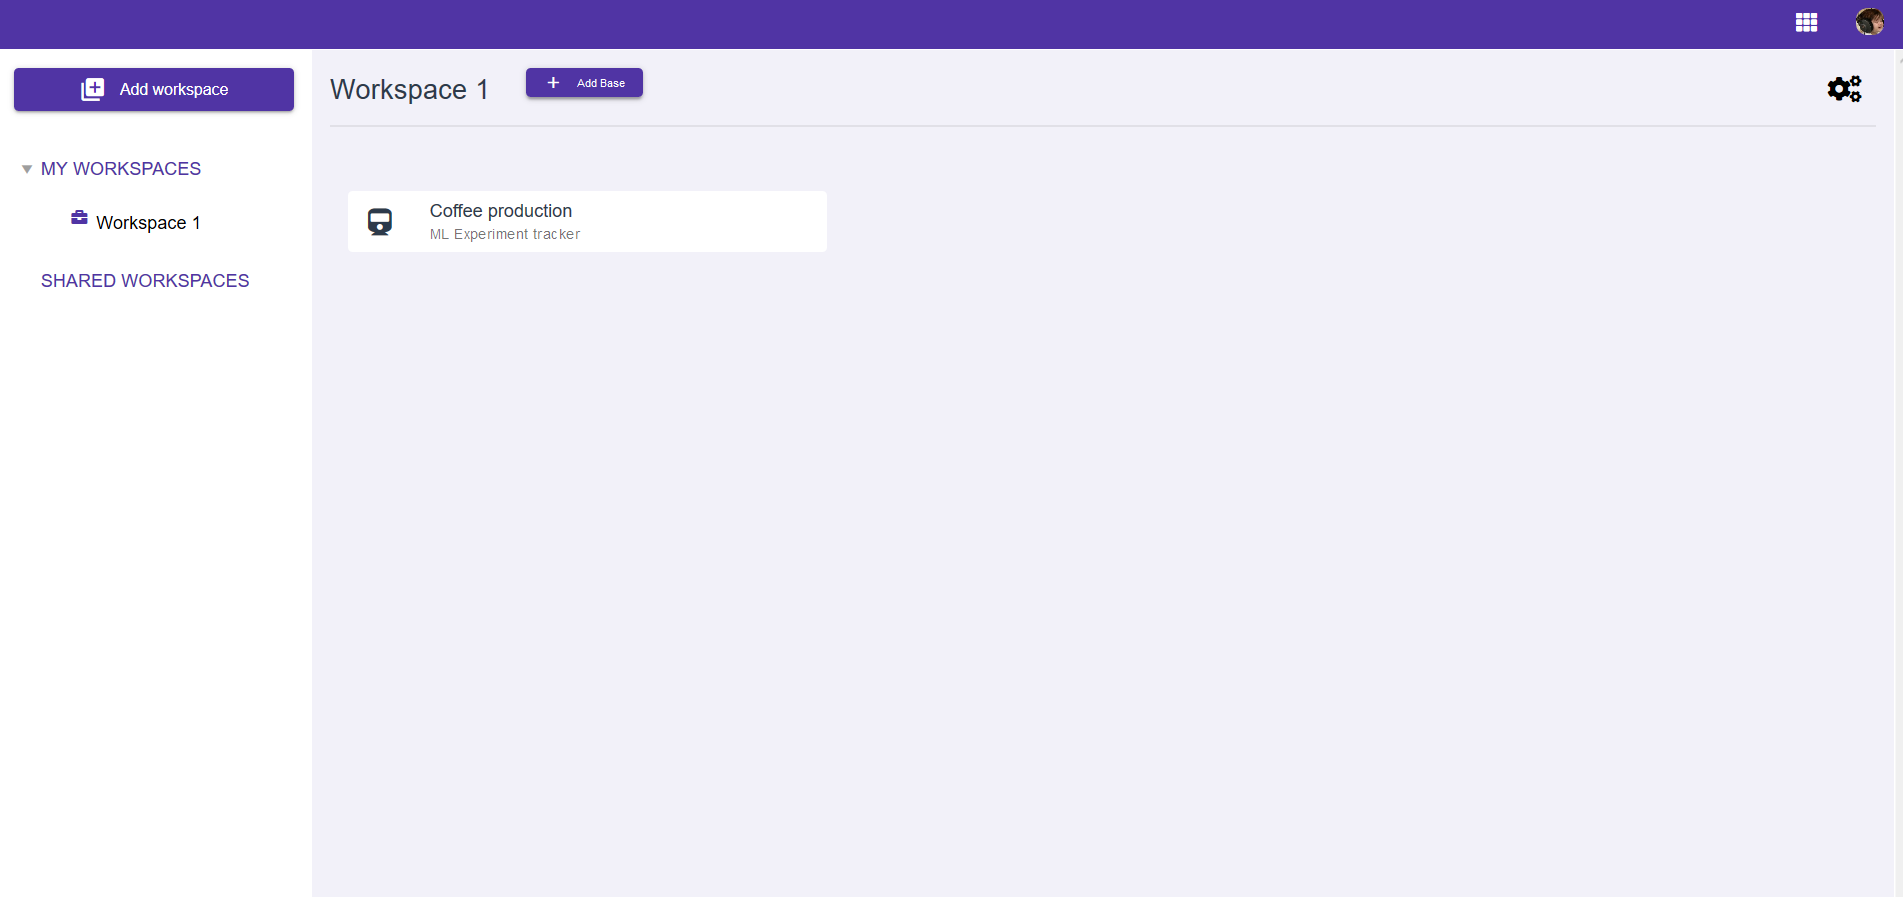 Add workspace
MY WORKSPACES
Workspace 1
SHARED WORKSPACES
Workspace 1
Add Base
Coffee production
ML Experiment tracker